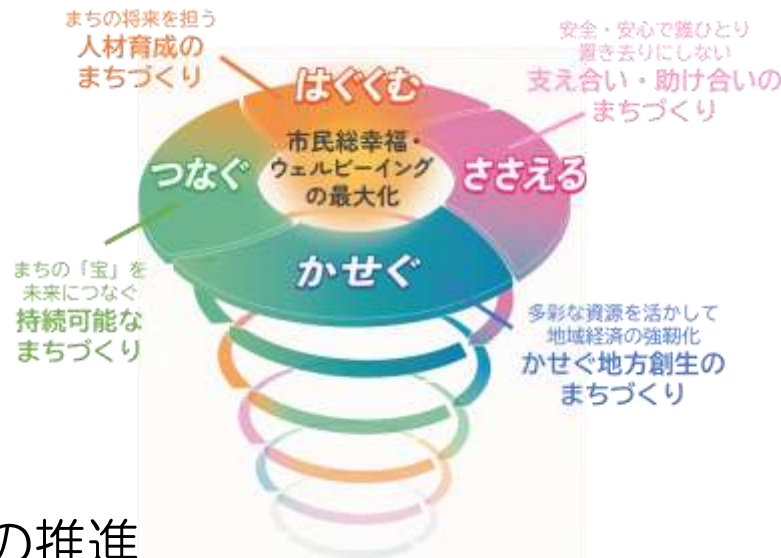 まちの将来を担う
人材育成の
まちづくり
安全・安心で誰ひとり
置き去りにしない
支え合い・助け合いの
まちづくり
はぐくむ
市民総幸福・
ウェルビーイング
の最大化
つなぐ
ささえる
かせぐ
まちの「宝」を
未来につなぐ
持続可能な
まちづくり
多彩な資源を活かして
地域経済の強靭化
かせぐ地方創生の
まちづくり
の推進